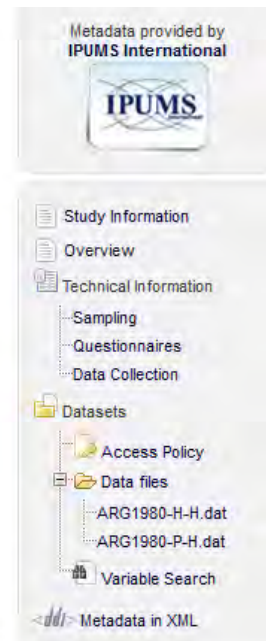 Metadata provided by
IPUMS International
IPUMS
Study Information
Overview
Technical Information
Sampling
Questionnaires
Data Collection
Datasets
Access Policy
Data files
ARG1980-H-H.dat
ARG1980-P-H.dat
Variable Search
<ddi> Metadata in XML